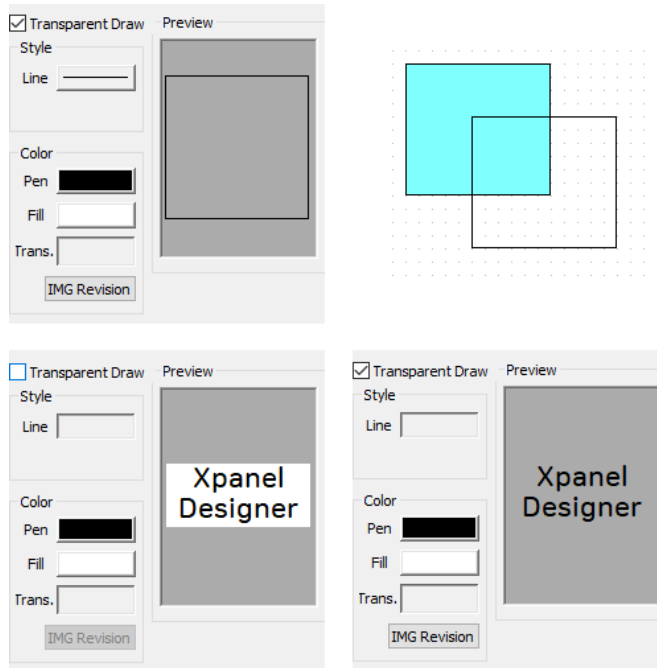 Transparent Draw
Preview
Style
Line
Color
Pen
Fill
Trans.
IMG Revision
Transparent Draw
Preview
Style
Line
Color
Pen
Fill
Trans.
IMG Revision
Xpanel
Designer
Transparent Draw
Preview
Style
Line
Color
Pen
Fill
Trans.
IMG Revision
Xpanel
Designer